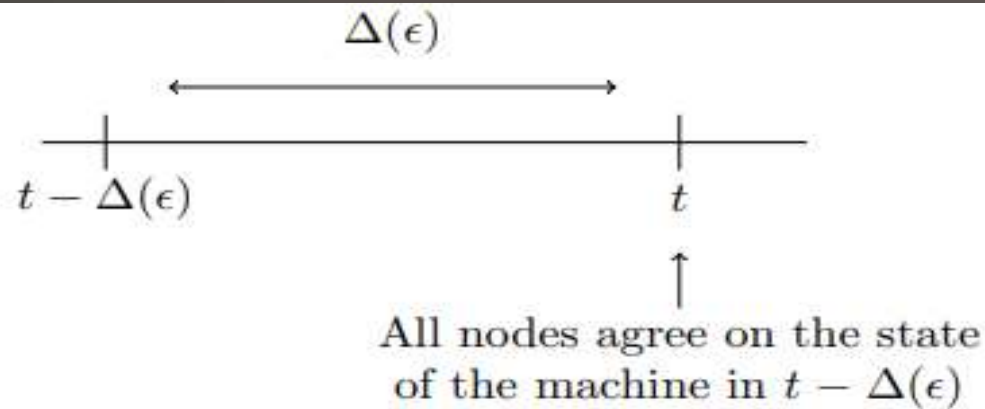 Δ(ϵ)
t − Δ(ϵ)
t
All nodes agree on the state
of the machine in t − Δ(ϵ)